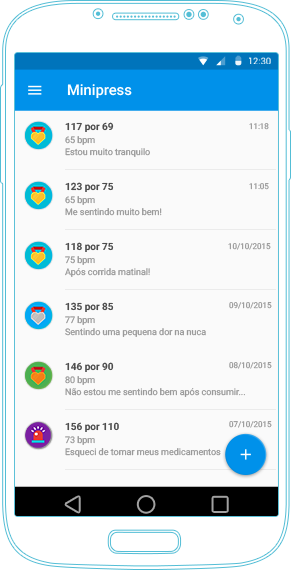 12:30
Minipress
117 por 69 11:18
65 bpm
Estou muito tranquilo
123 por 75 11:05
65 bpm
Me sentindo muito bem!
118 por 75 10/10/2015
75 bpm
Após corrida matinal!
135 por 85 09/10/2015
77 bpm
Sentindo uma pequena dor na nuca
146 por 90 08/10/2015
80 bpm
Não estou me sentindo bem após consumir...
156 por 110 07/10/2015
73 bpm
Esqueci de tomar meus medicamentos